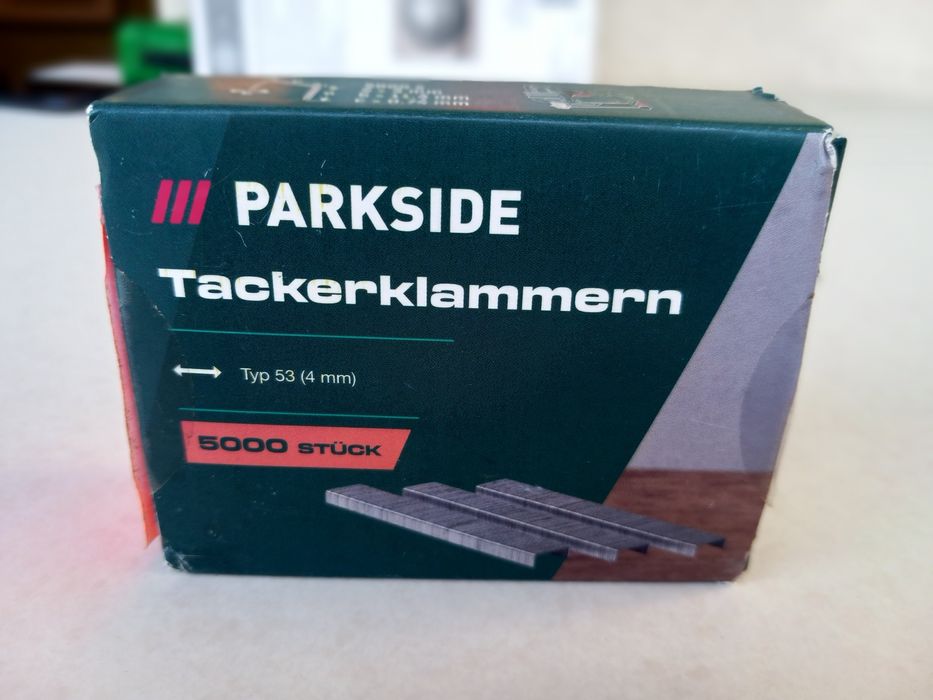 PARKSIDE
Tackerklammern
Typ 53 (4 mm)
5000 STÜCK